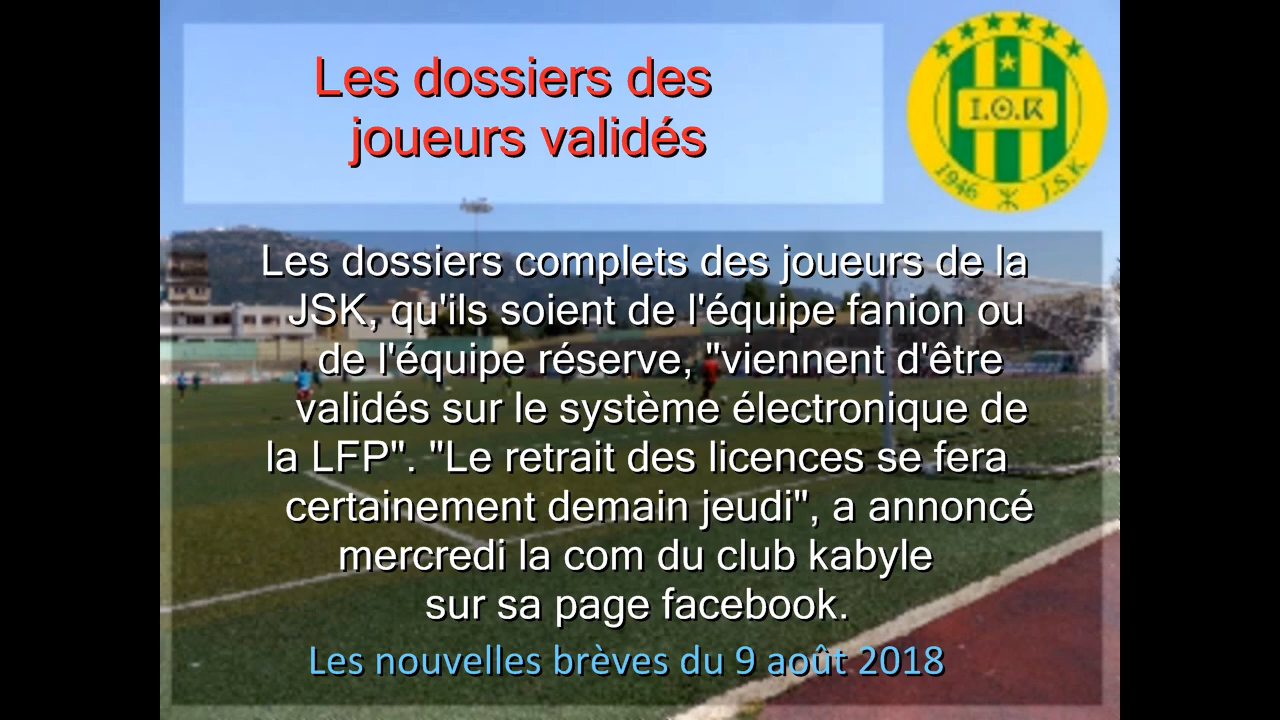 Les dossiers des
joueurs validés
I.O.K
1946
J.S.K
Les dossiers complets des joueurs de la
JSK, qu'ils soient de l'équipe fanion ou
de l'équipe réserve, "viennent d'être
validés sur le système électronique de
la LFP". "Le retrait des licences se fera
certainement demain jeudi", a annoncé
mercredi la com du club kabyle
sur sa page facebook.
Les nouvelles brèves du 9 août 2018